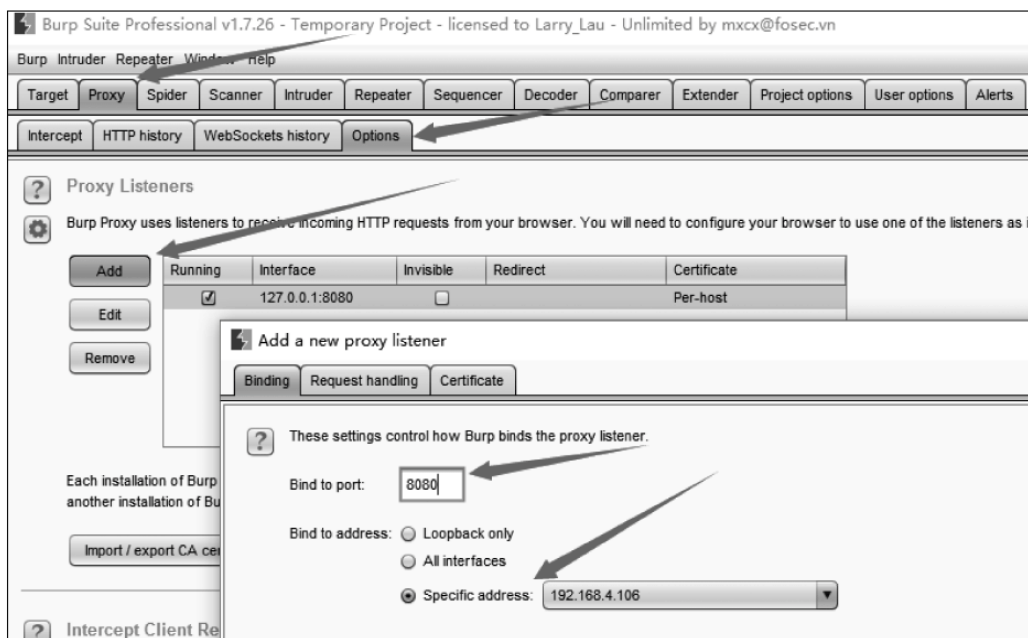 Burp Suite Professional v1.7.26 - Temporary Project - licensed to Larry_Lau - Unlimited by mxcx@fosec.vn
Burp Intruder Repeater Window Help
Target Proxy Spider Scanner Intruder Repeater Sequencer Decoder Comparer Extender Project options User options Alerts
Intercept HTTP history WebSockets history Options
? Proxy Listeners
Burp Proxy uses listeners to receive incoming HTTP requests from your browser. You will need to configure your browser to use one of the listeners as i
Add Running Interface Invisible Redirect Certificate
127.0.0.1:8080 Per-host
Edit
Remove
Add a new proxy listener
Binding Request handling Certificate
? These settings control how Burp binds the proxy listener.
Bind to port: 8080
Each installation of Burp
another installation of Bu
Bind to address: Loopback only
All interfaces
Import / export CA cer
Specific address: 192.168.4.106
? Intercept Client Re